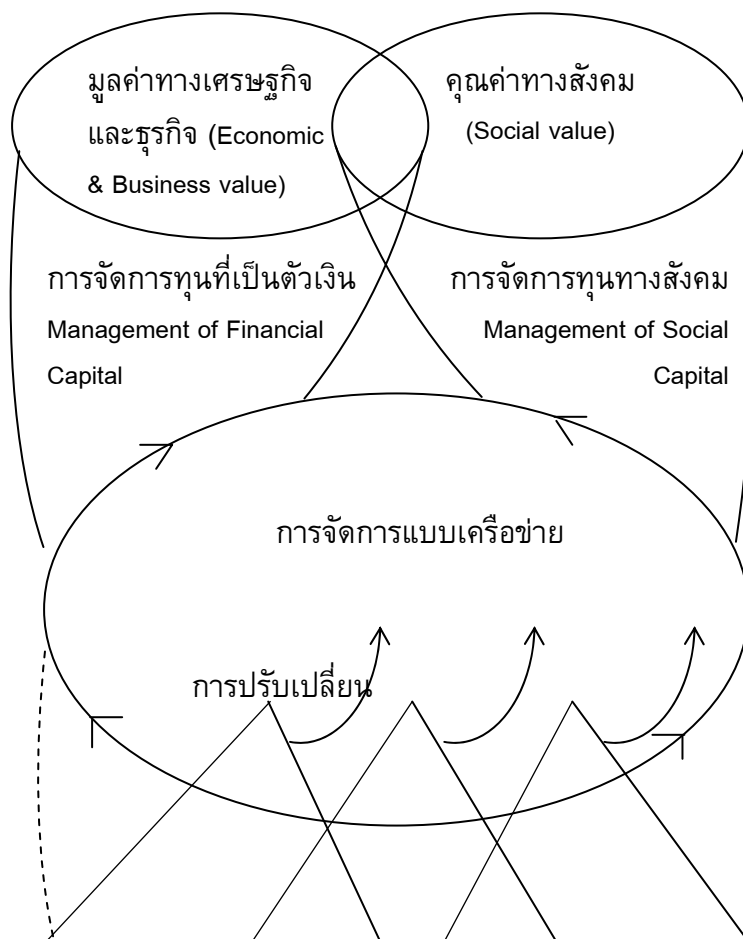 มูลค่าทางเศรษฐกิจ
และธุรกิจ (Economic
& Business value)
คุณค่าทางสังคม
(Social value)
การจัดการทุนที่เป็นตัวเงิน
Management of Financial
Capital
การจัดการทุนทางสังคม
Management of Social
Capital
การจัดการแบบเครือข่าย
การปรับเปลี่ยน